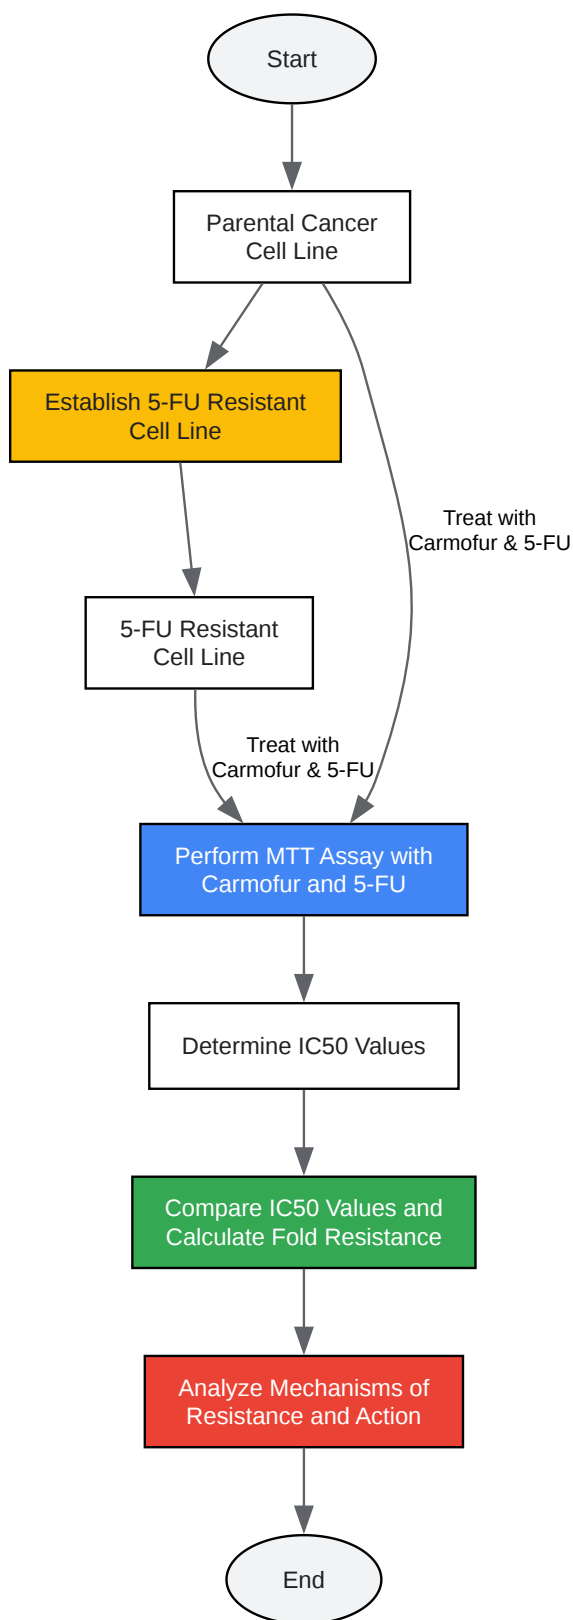 Start
Parental Cancer
Cell Line
Establish 5-FU Resistant
Cell Line
Treat with
Carmofur & 5-FU
5-FU Resistant
Cell Line
Treat with
Carmofur & 5-FU
Perform MTT Assay with
Carmofur and 5-FU
Determine IC50 Values
Compare IC50 Values and
Calculate Fold Resistance
Analyze Mechanisms of
Resistance and Action
End